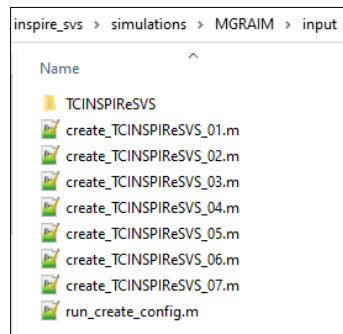 inspire_svs > simulations > MGRAIM > input
Name
TCINSPIReSVS
create_TCINSPIReSVS_01.m
create_TCINSPIReSVS_02.m
create_TCINSPIReSVS_03.m
create_TCINSPIReSVS_04.m
create_TCINSPIReSVS_05.m
create_TCINSPIReSVS_06.m
create_TCINSPIReSVS_07.m
run_create_config.m